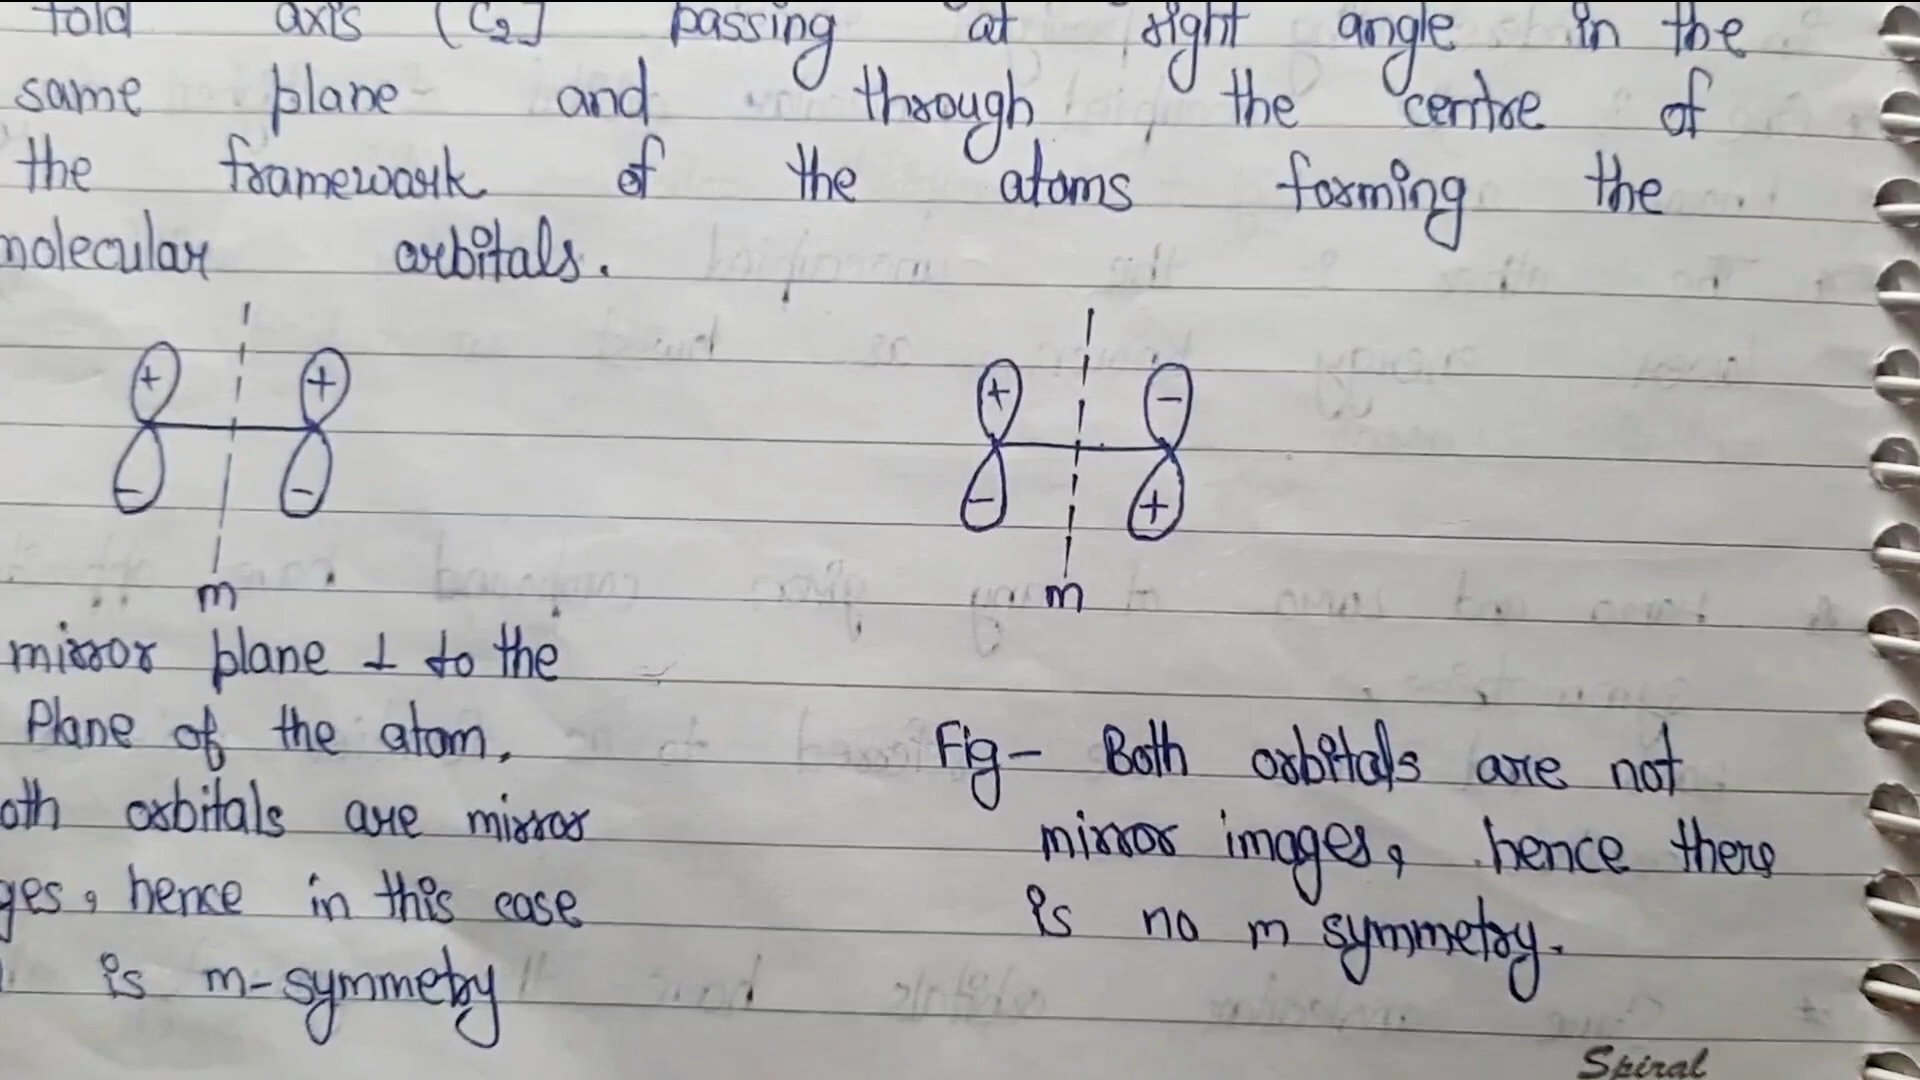 fold axis (C₂] passing at right angle in the
same plane and through the centre of
the framework of the atoms forming the
molecular orbitals.
+ + + -
- - - +
m m
mirror plane ⊥ to the
Plane of the atom.
oth orbitals are mirror
ges, hence in this case
is m-symmetry
Fig- Both orbitals are not
mirror images, hence there
is no m symmetry.
Spiral